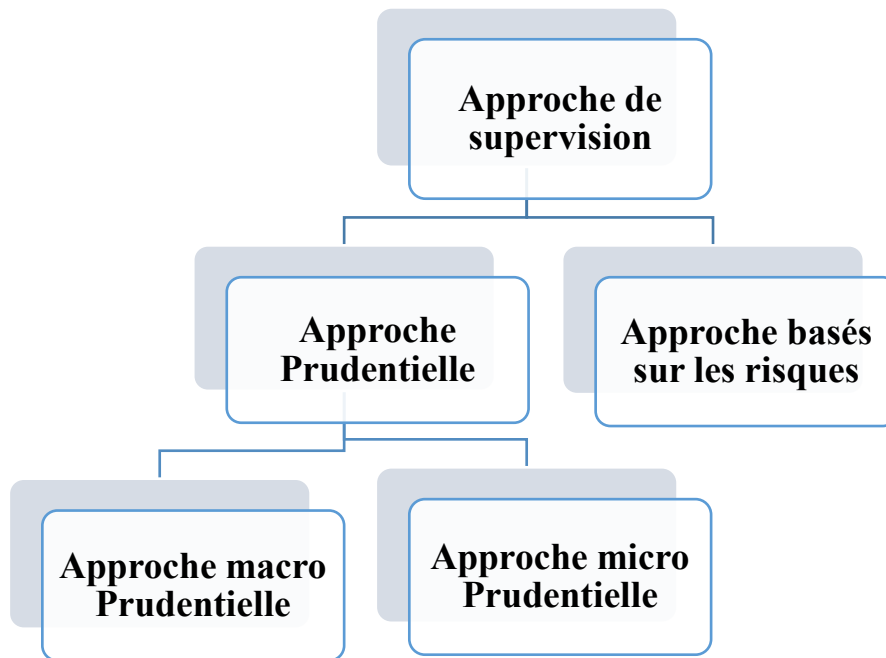 Approche de
supervision
Approche
Prudentielle
Approche basés
sur les risques
Approche macro
Prudentielle
Approche micro
Prudentielle